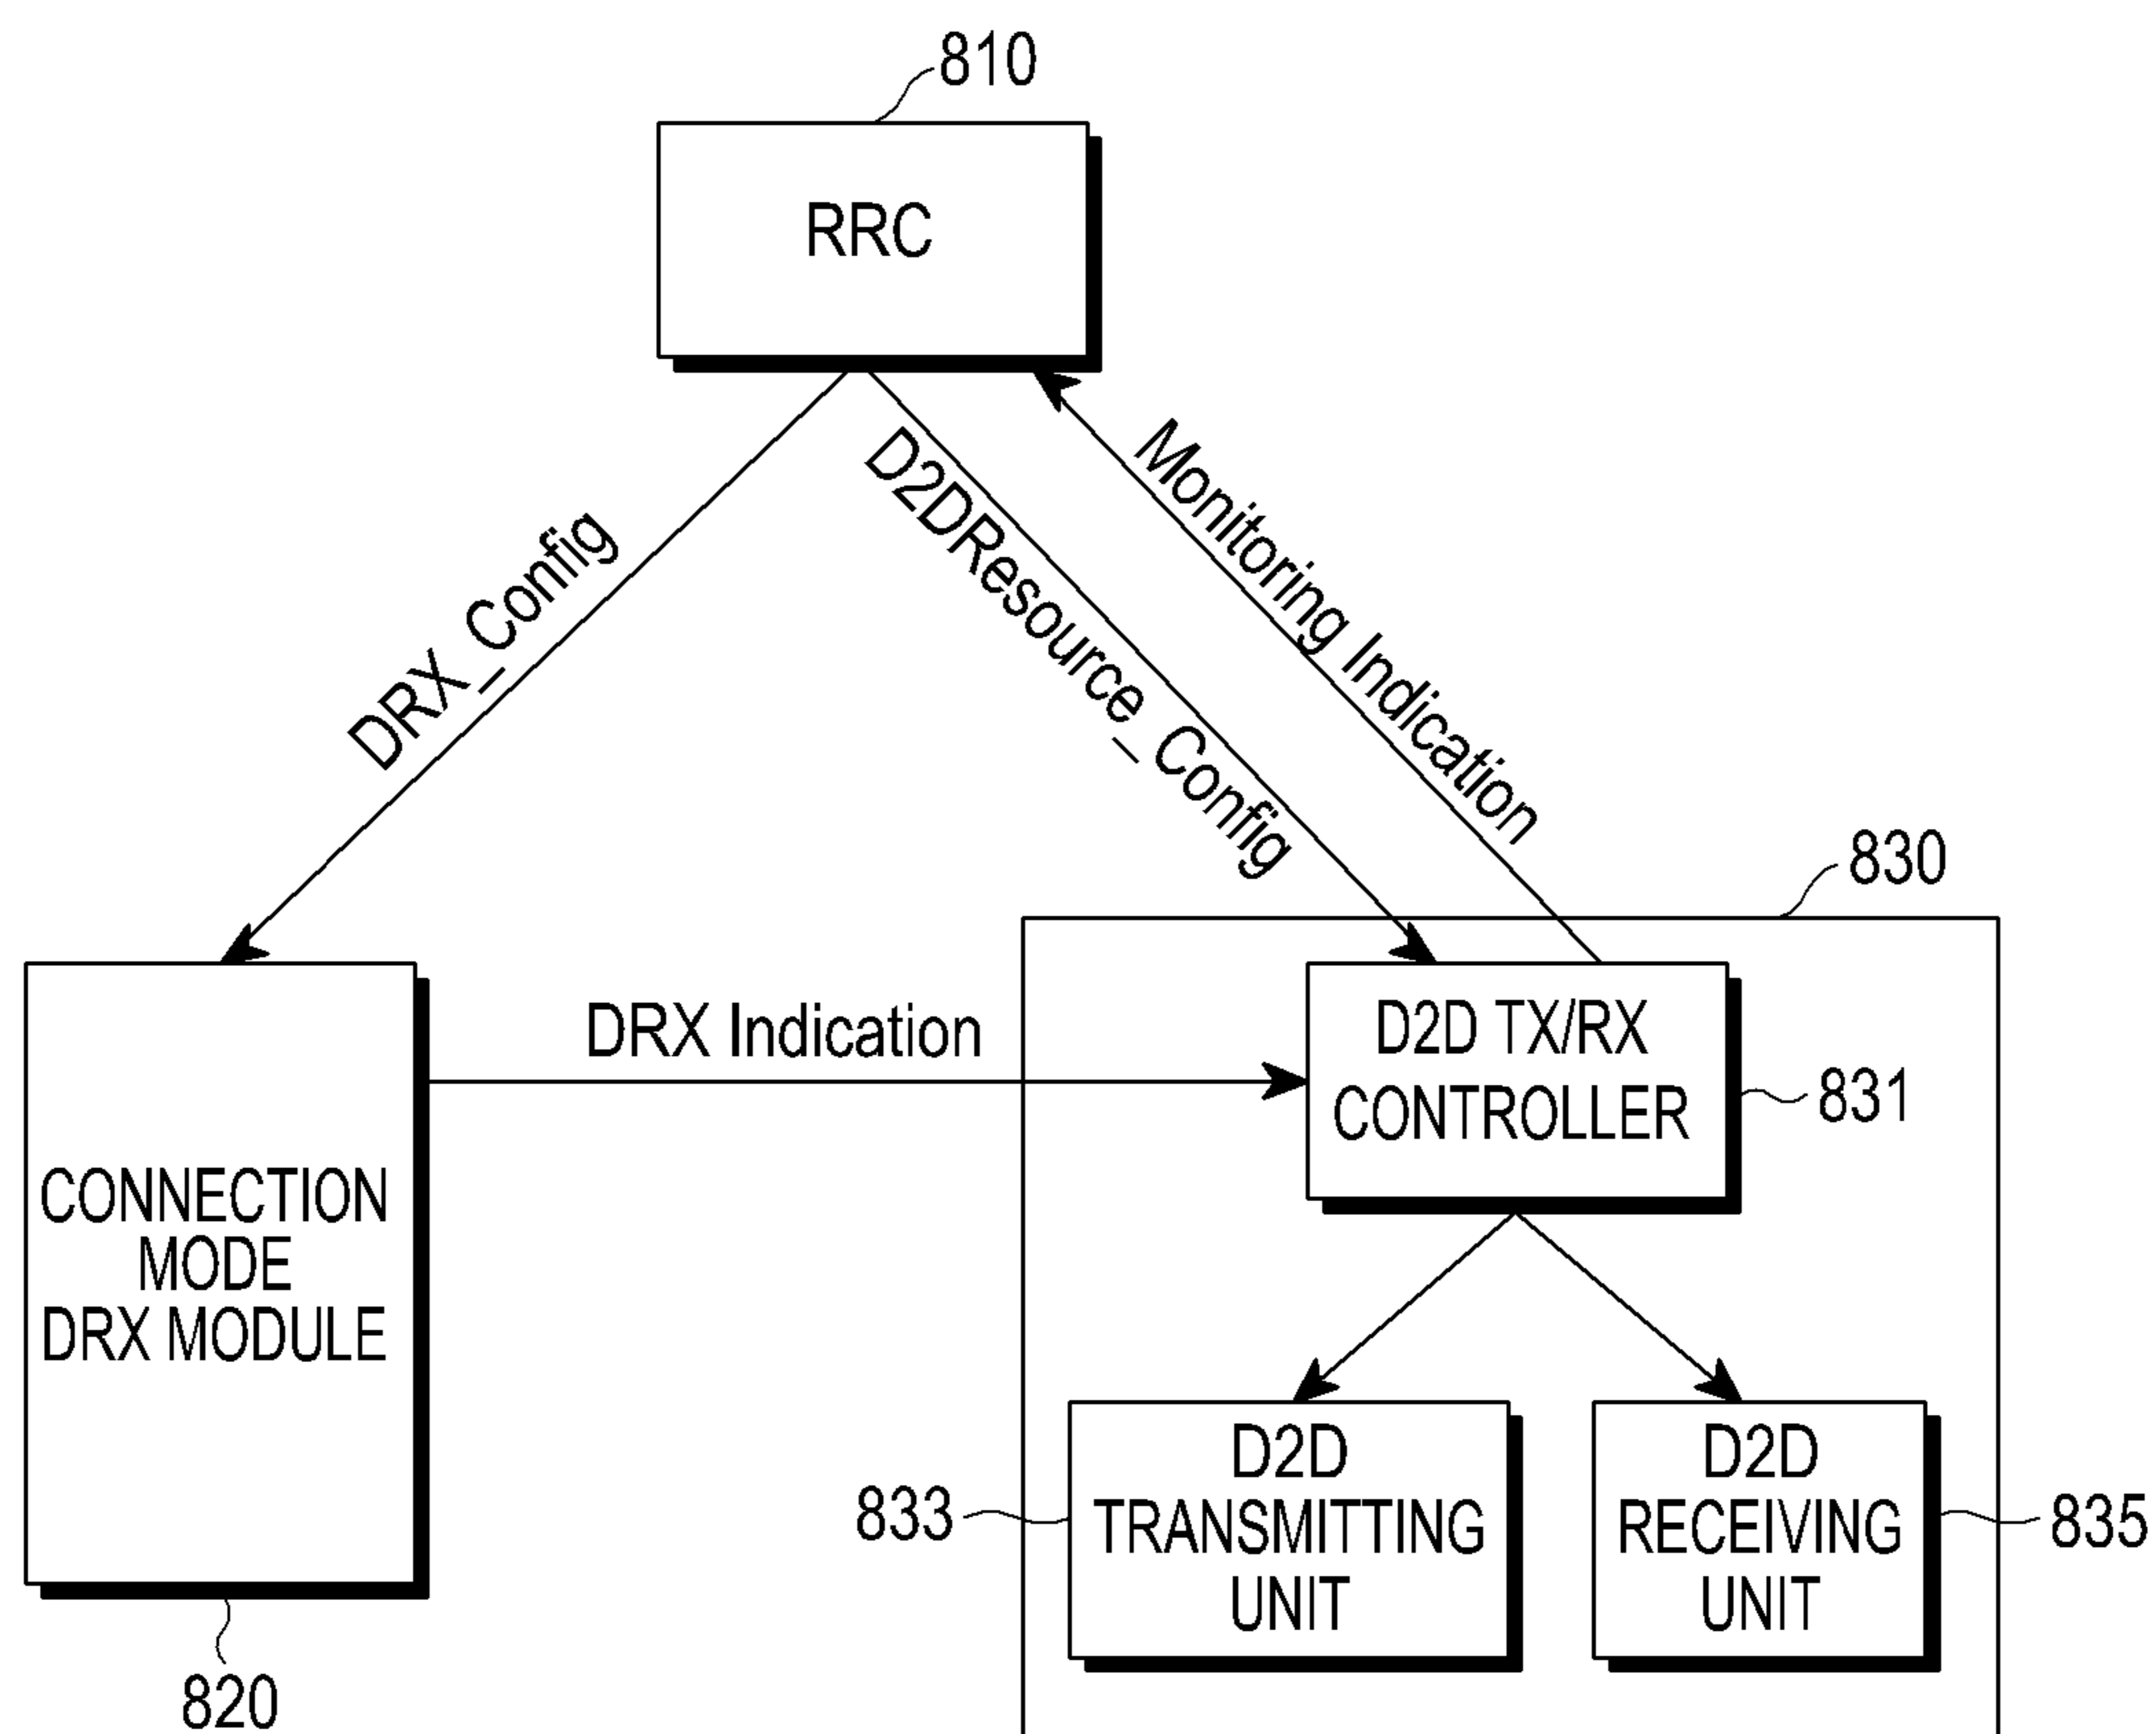 810
RRC
DRX_Config
D2DResource_Config
Monitoring Indication
830
DRX Indication
D2D TX/RX
CONTROLLER
831
CONNECTION
MODE
DRX MODULE
820
D2D
TRANSMITTING
UNIT
833
D2D
RECEIVING
UNIT
835